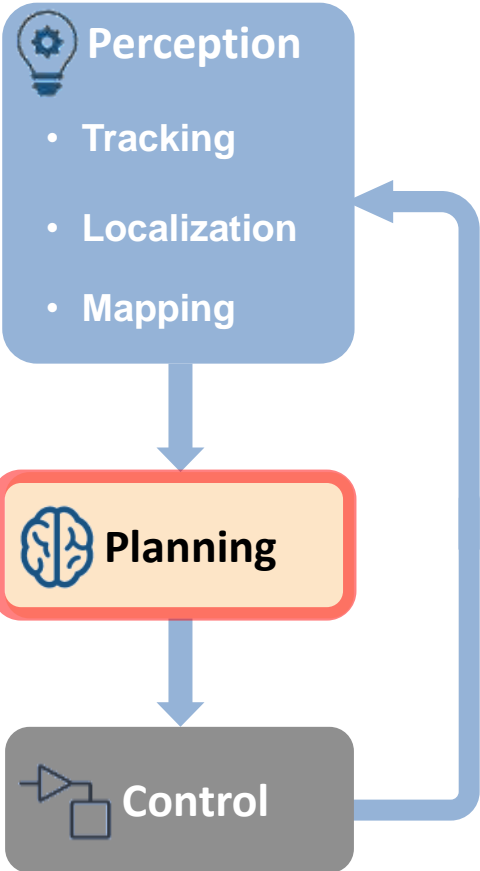 Perception
• Tracking
• Localization
• Mapping
Planning
Control